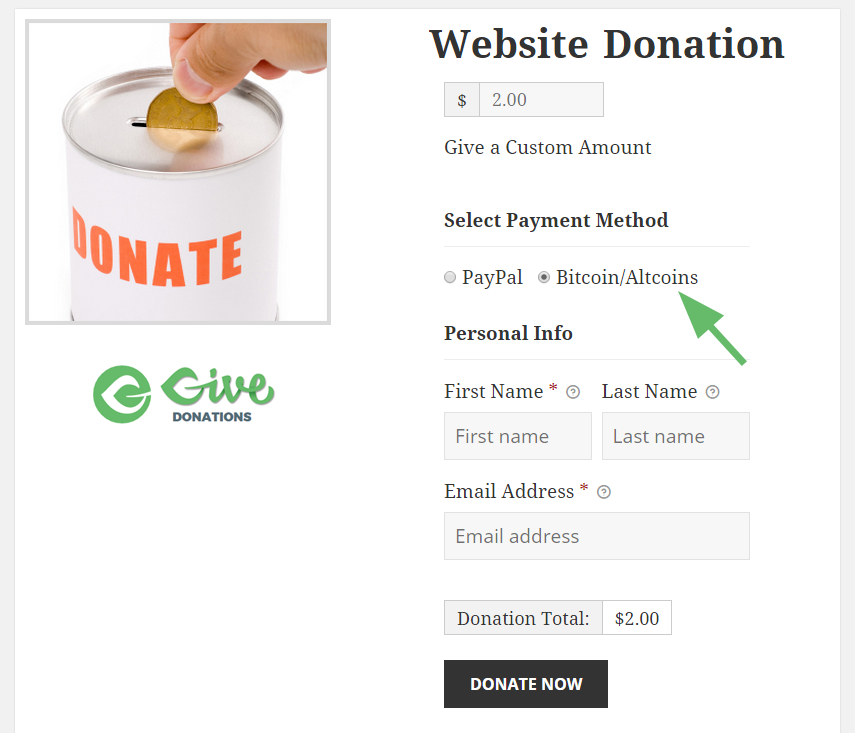 Website Donation
$ 2.00
Give a Custom Amount
Select Payment Method
PayPal Bitcoin/Altcoins
Personal Info
First Name * Last Name
First name Last name
Email Address *
Email address
Donation Total: $2.00
DONATE NOW
DONATE
Give
DONATIONS